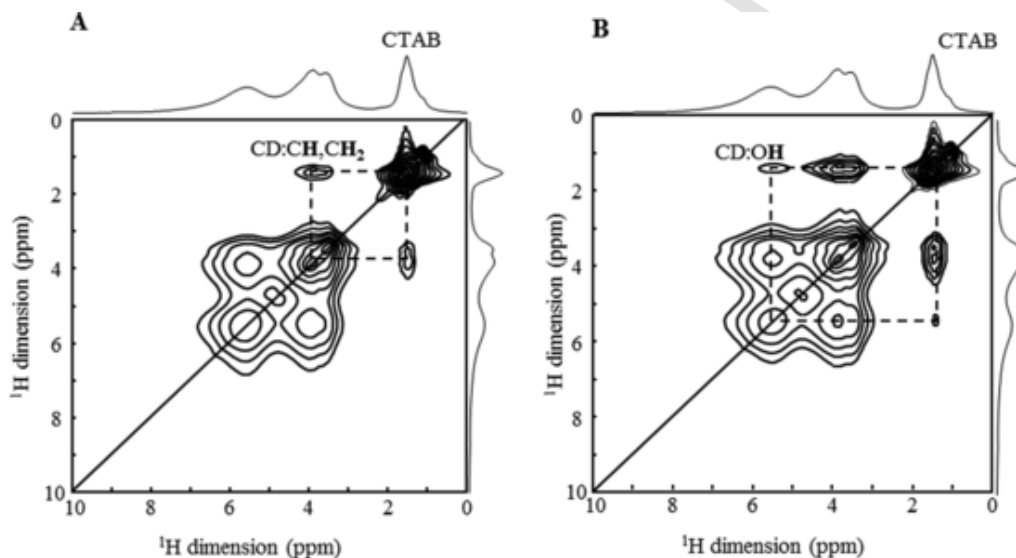 A
CTAB
0
CD:CH,CH₂
2
4
6
8
10
¹H dimension (ppm)
10 8 6 4 2 0
¹H dimension (ppm)
B
CTAB
0
CD:OH
2
4
6
8
10
¹H dimension (ppm)
10 8 6 4 2 0
¹H dimension (ppm)